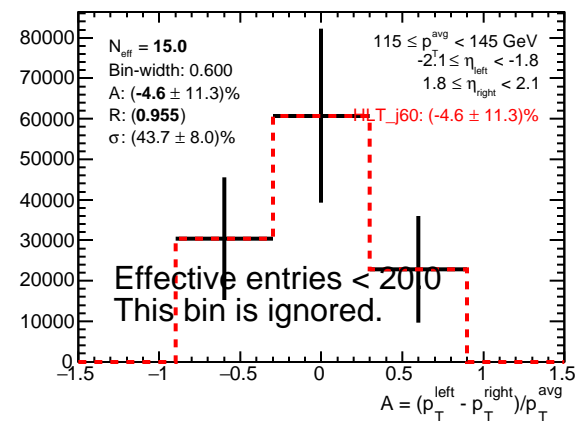 80000
70000
60000
50000
40000
30000
20000
10000
0
N_eff = 15.0
Bin-width: 0.600
A: (-4.6 ± 11.3)%
R: (0.955)
σ: (43.7 ± 8.0)%
115 ≤ p_T^avg < 145 GeV
-2.1 ≤ η_left < -1.8
1.8 ≤ η_right < 2.1
HLT_j60: (-4.6 ± 11.3)%
Effective entries < 20.0
This bin is ignored.
−1.5 −1 −0.5 0 0.5 1 1.5
A = (p_T^left - p_T^right)/p_T^avg